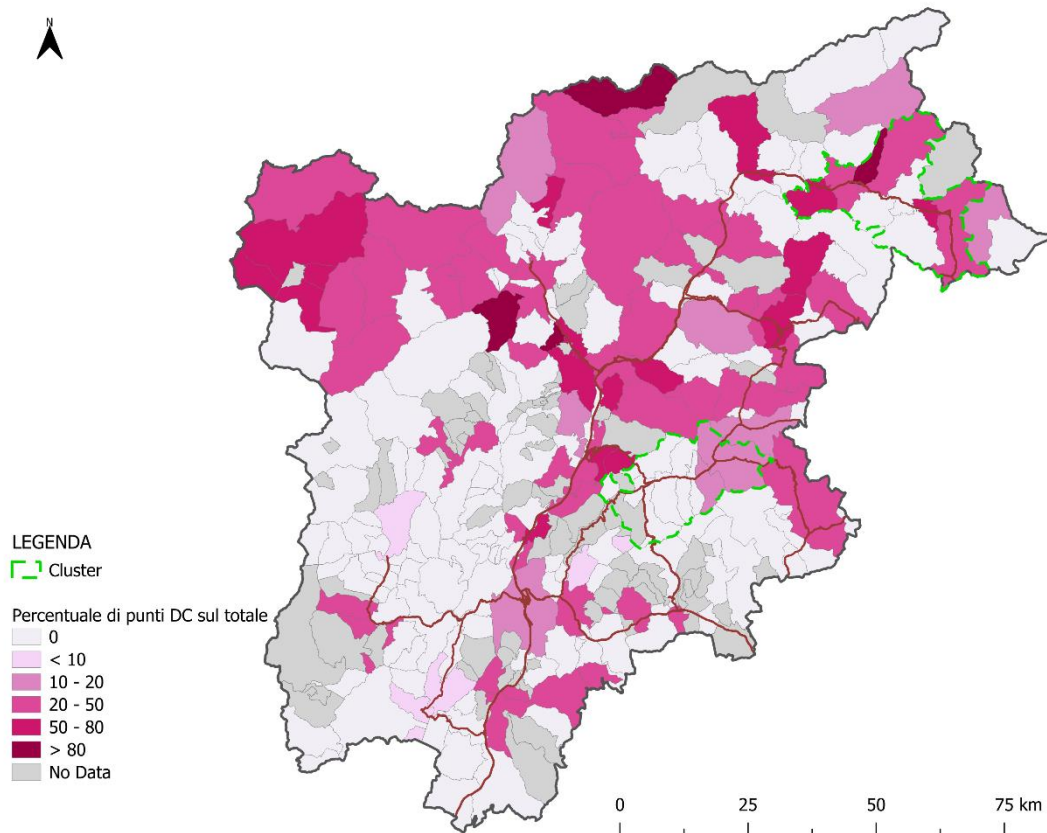 N
LEGENDA
Cluster
Percentuale di punti DC sul totale
0
< 10
10 - 20
20 - 50
50 - 80
> 80
No Data
0 25 50 75 km